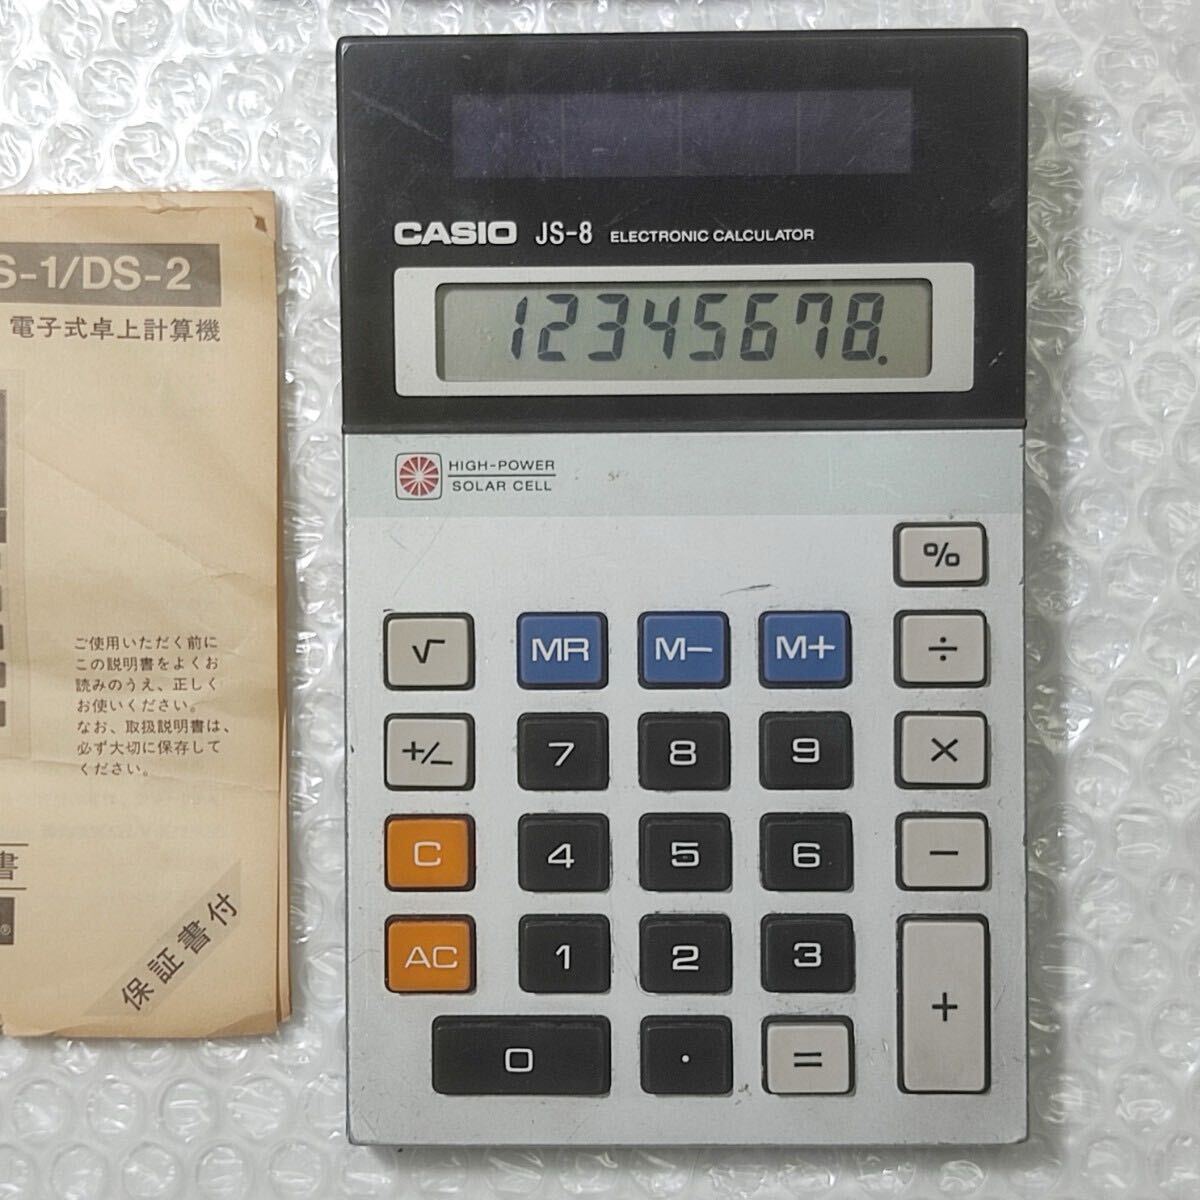 S-1/DS-2
電子式卓上計算機
ご使用いただく前に
この説明書をよくお
読みのうえ、正しく
お使いください。
なお、取扱説明書は、
必ず大切に保存して
ください。
書
®
保証書付
CASIO JS-8 ELECTRONIC CALCULATOR
12345678.
HIGH-POWER
SOLAR CELL
%
√ MR M− M+ ÷
+/− 7 8 9 ×
C 4 5 6 −
AC 1 2 3 +
0 · =